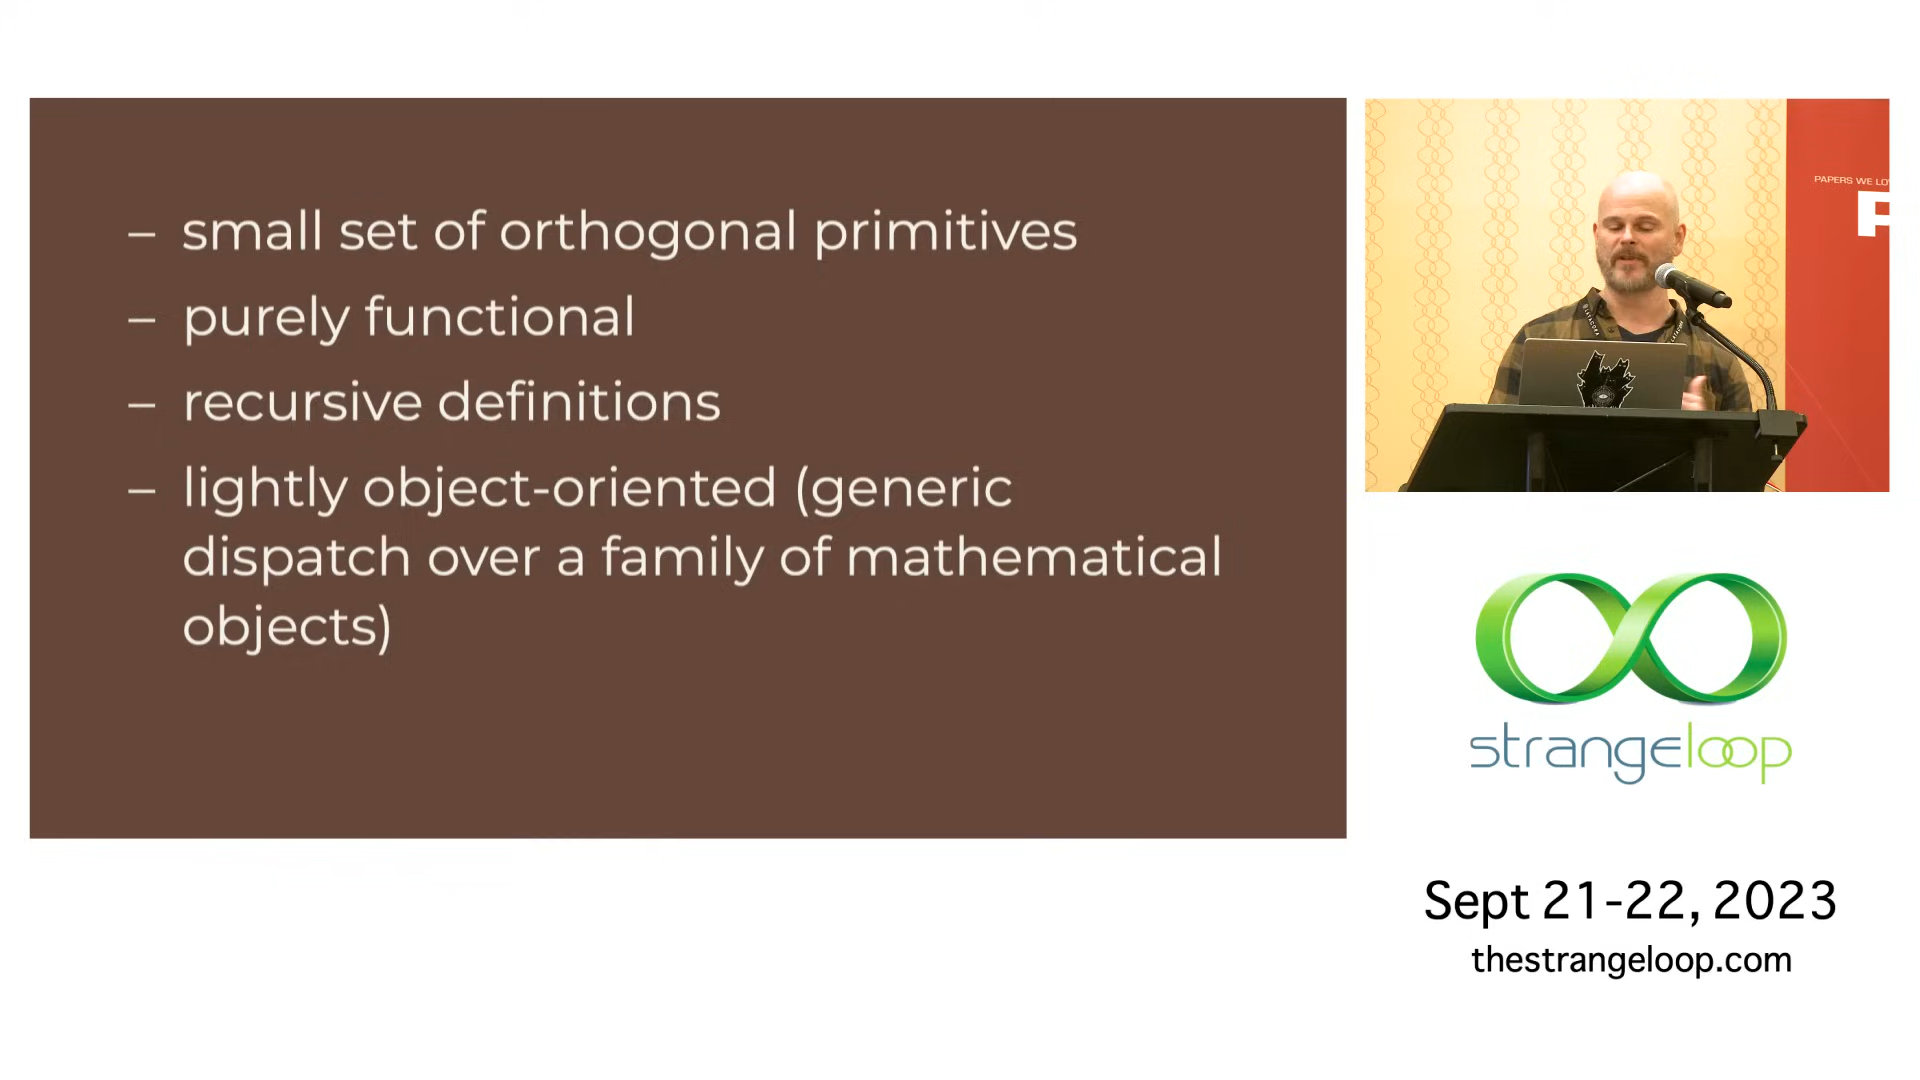 – small set of orthogonal primitives
– purely functional
– recursive definitions
– lightly object-oriented (generic
dispatch over a family of mathematical
objects)
PAPERS WE LO
P
strangeloop
Sept 21-22, 2023
thestrangeloop.com